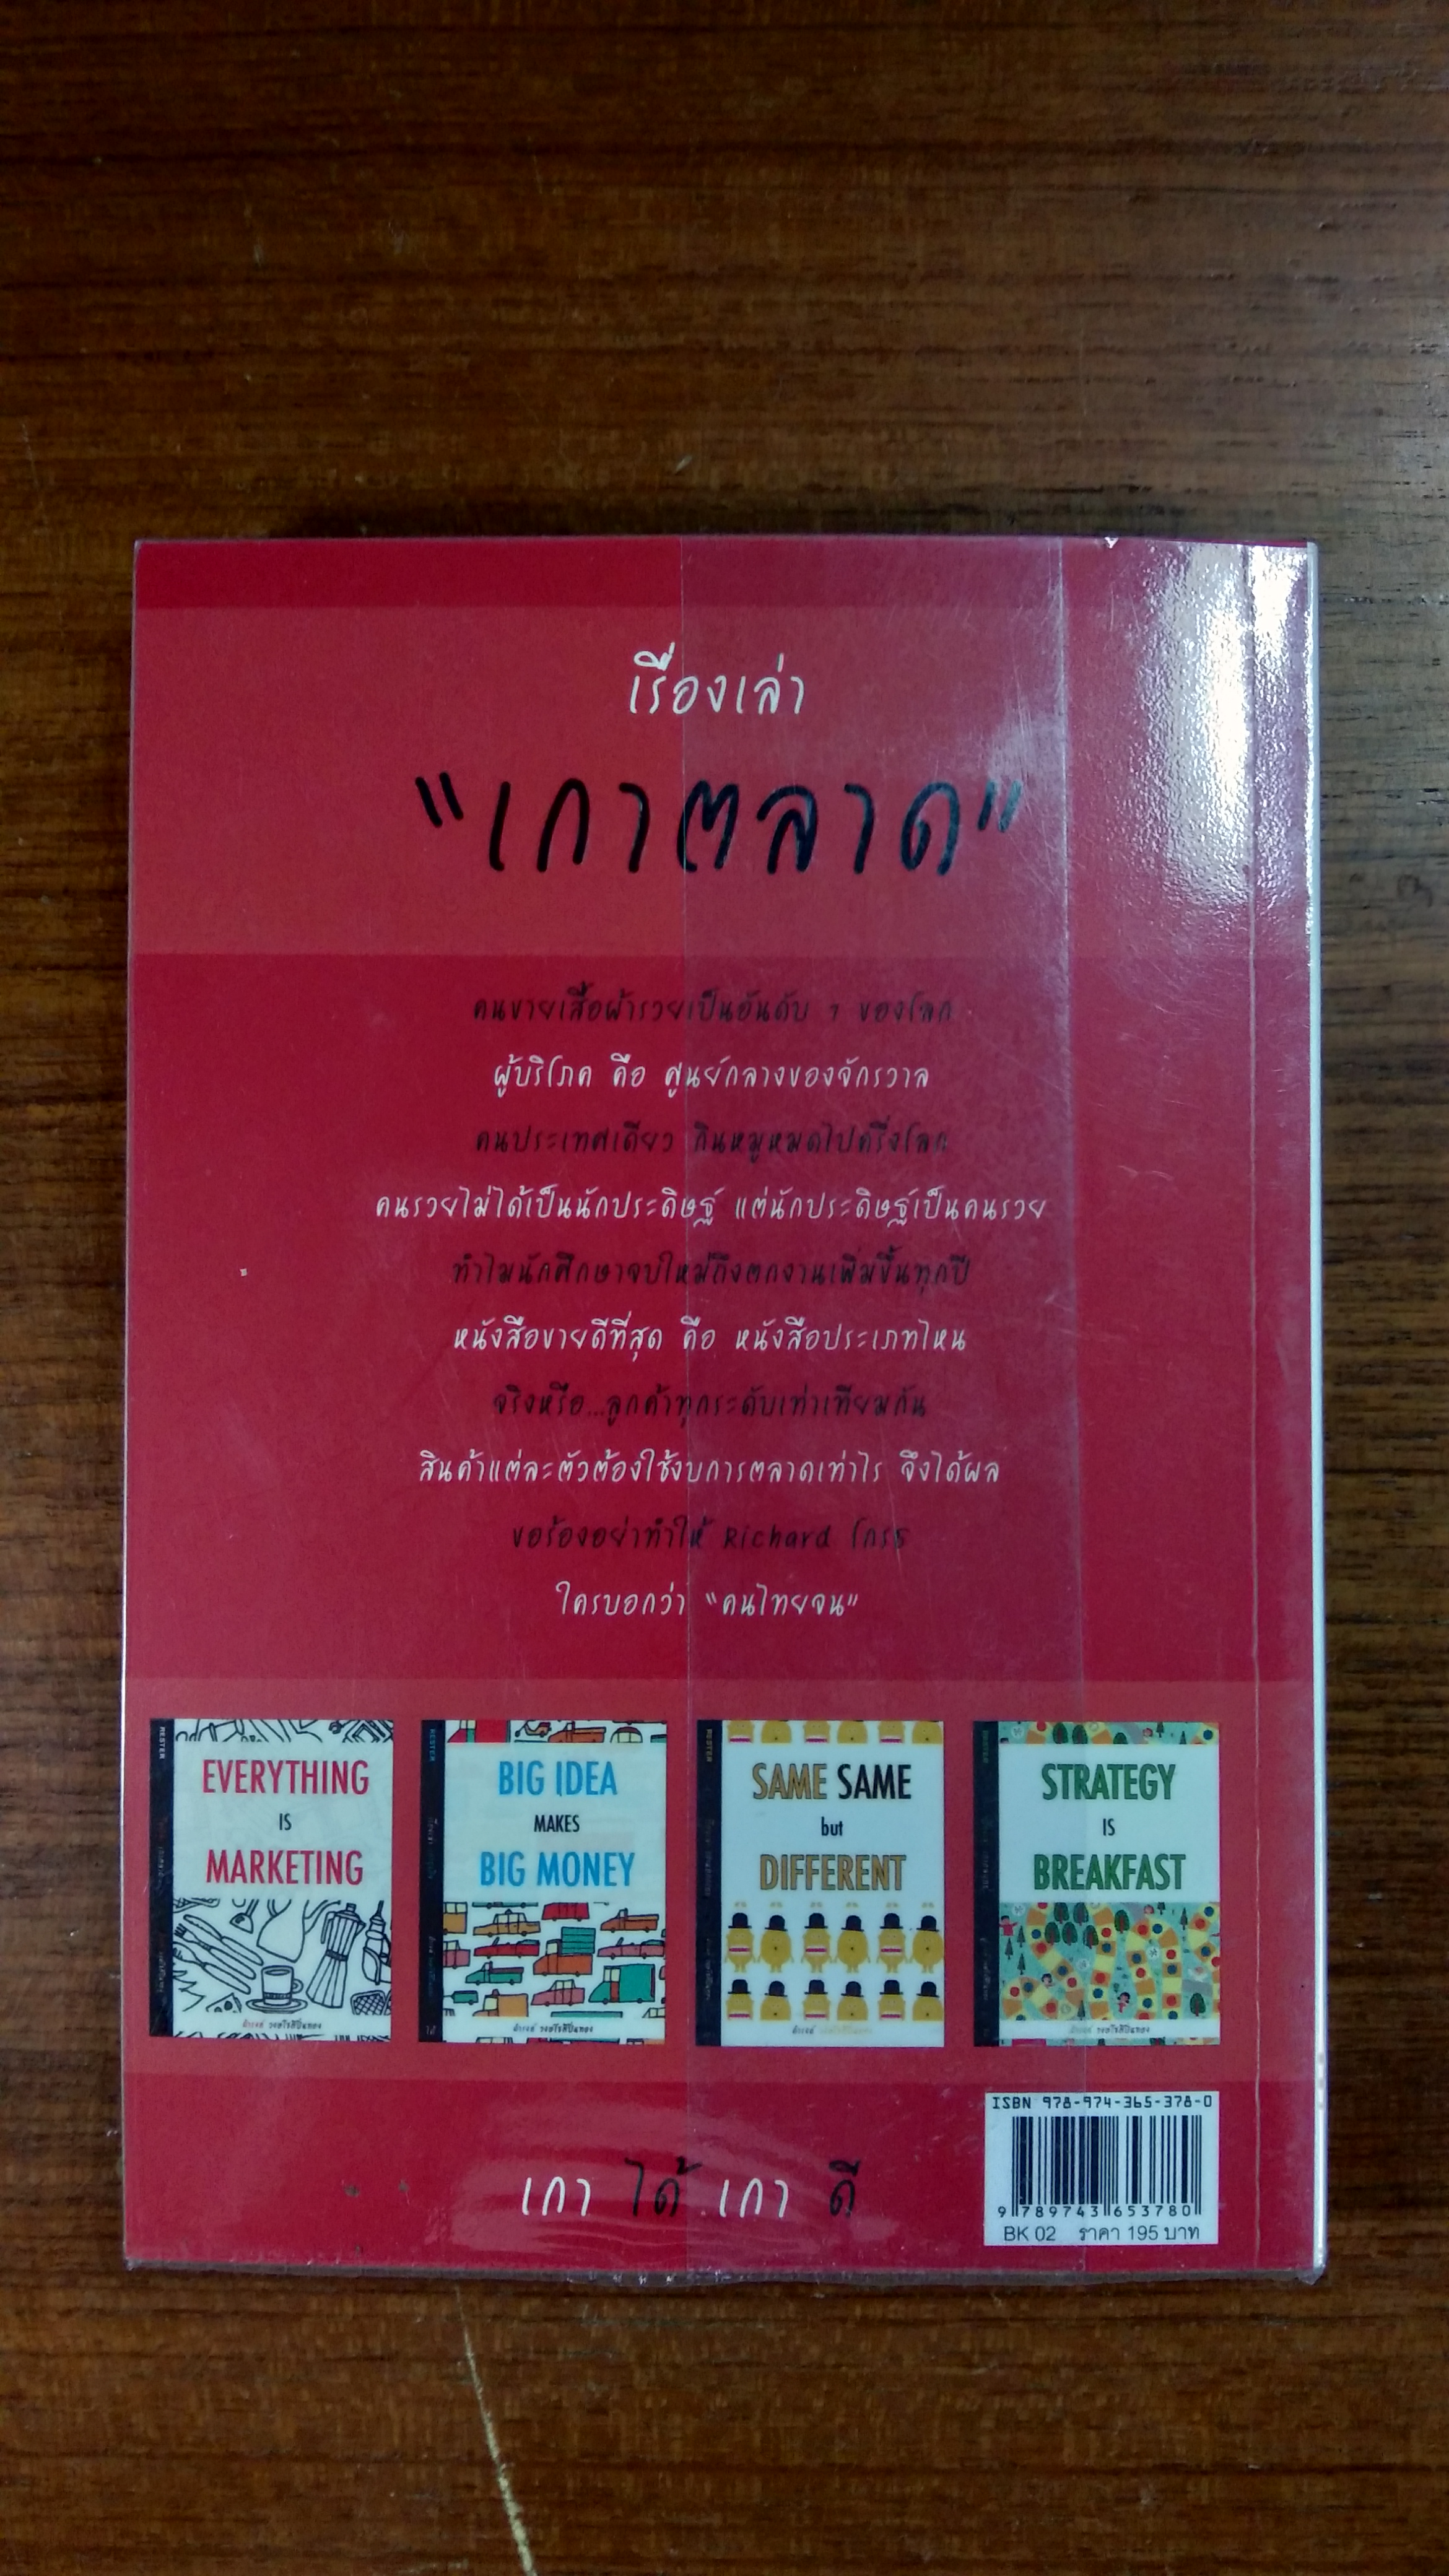 เรื่องเล่า
"เกาตลาด"
คนขายเสื้อผ้ารวยเป็นอันดับ ๆ ของโลก
ผู้บริโภค คือ ศูนย์กลางของจักรวาล
คนประเทศเดียว กินหมูหมดไปครึ่งโลก
คนรวยไม่ได้เป็นนักประดิษฐ์ แต่นักประดิษฐ์เป็นคนรวย
ทำไมนักศึกษาจบใหม่ถึงตกงานเพิ่มขึ้นทุกปี
หนังสือขายดีที่สุด คือ หนังสือประเภทไหน
จริงหรือ...ลูกค้าทุกระดับเท่าเทียมกัน
สินค้าแต่ละตัวต้องใช้งบการตลาดเท่าไร จึงได้ผล
ขอร้องอย่าทำให้ Richard โกรธ
ใครบอกว่า "คนไทยจน"
EVERYTHING
IS
MARKETING
BIG IDEA
MAKES
BIG MONEY
SAME SAME
but
DIFFERENT
STRATEGY
IS
BREAKFAST
เกา ได้ เกา ดี
ISBN 978-974-365-378-0
9 789743 653780
BK 02 ราคา 195 บาท